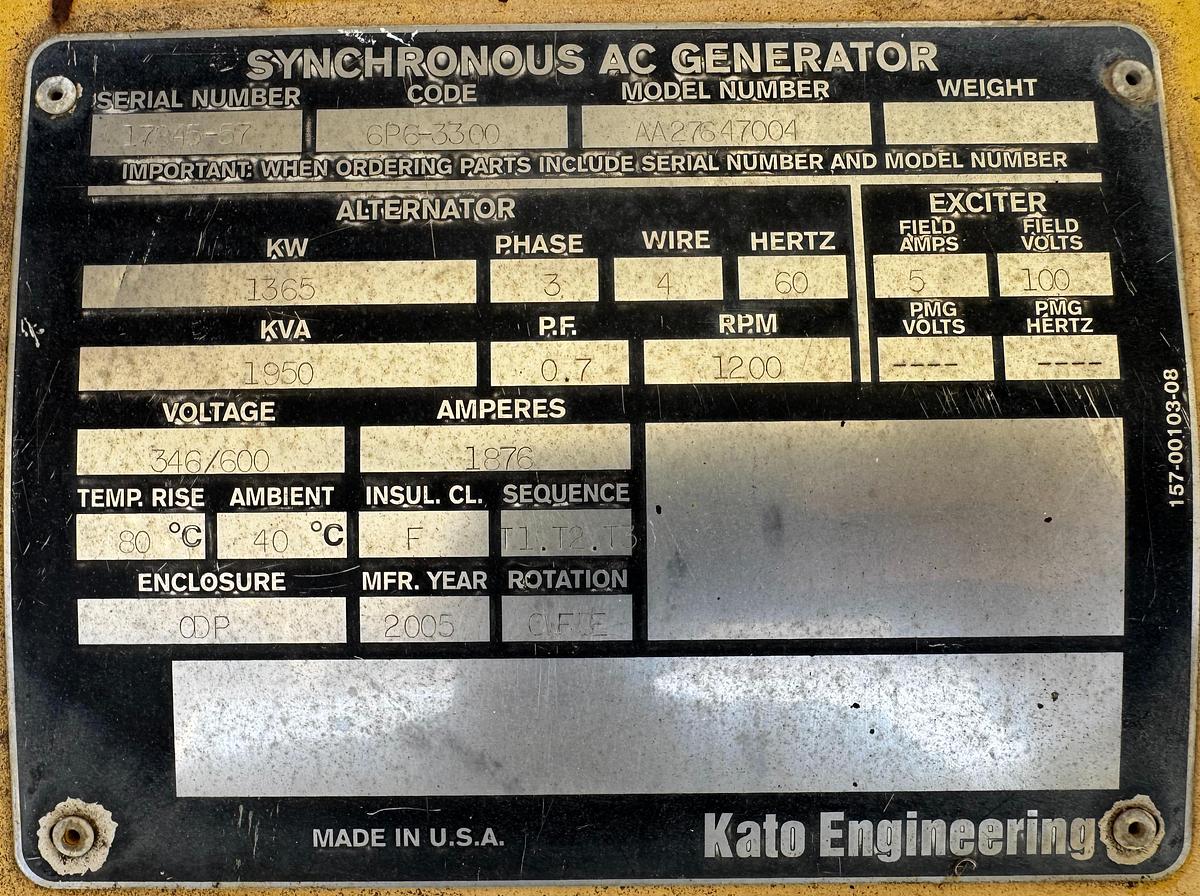 SYNCHRONOUS AC GENERATOR
SERIAL NUMBER CODE MODEL NUMBER WEIGHT
6P6-3300 AA27647004
IMPORTANT: WHEN ORDERING PARTS INCLUDE SERIAL NUMBER AND MODEL NUMBER
ALTERNATOR EXCITER
KW PHASE WIRE HERTZ FIELD AMPS FIELD VOLTS
1365 3 4 60 5 100
KVA P.F. RPM PMG VOLTS PMG HERTZ
1950 0.7 1200 ---- ----
VOLTAGE AMPERES
346/600 1876
TEMP. RISE AMBIENT INSUL. CL. SEQUENCE
80 °C 40 °C F T1.T2.T3
ENCLOSURE MFR. YEAR ROTATION
ODP 2005
157-00103-08
MADE IN U.S.A. Kato Engineering